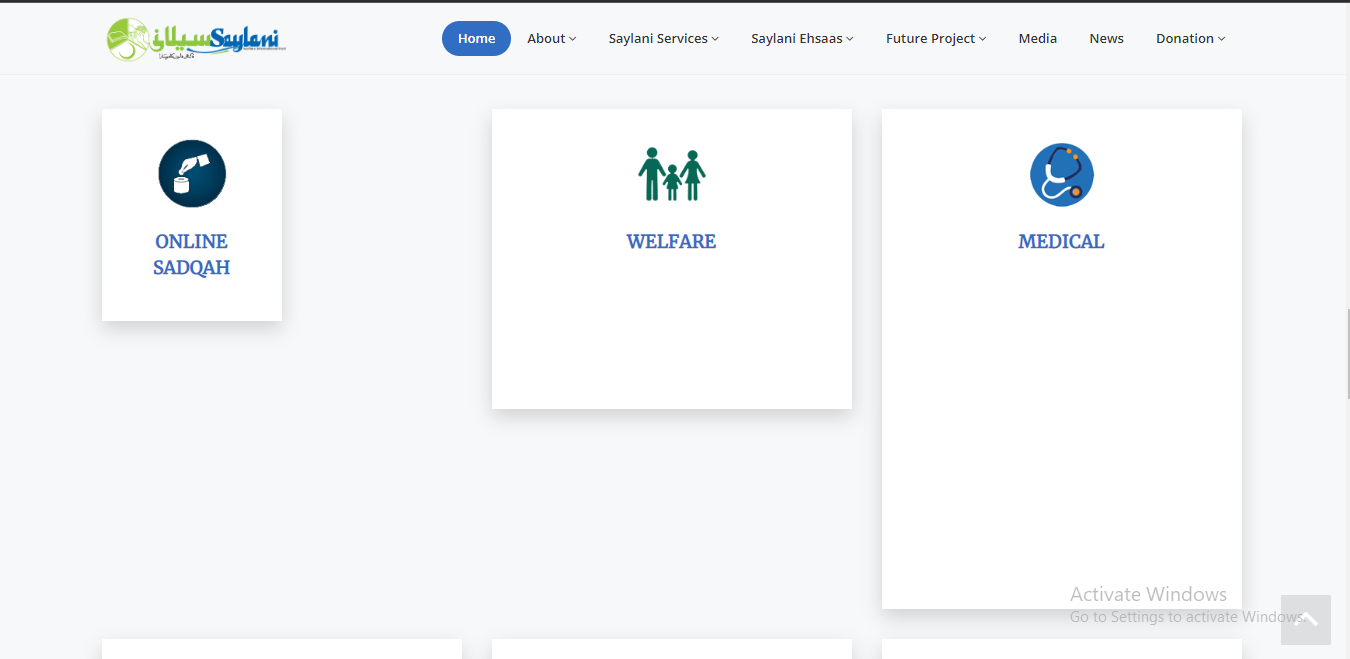 سیلانی Saylani
Home About Saylani Services Saylani Ehsaas Future Project Media News Donation
ONLINE
SADQAH
WELFARE
MEDICAL
Activate Windows
Go to Settings to activate Windows.